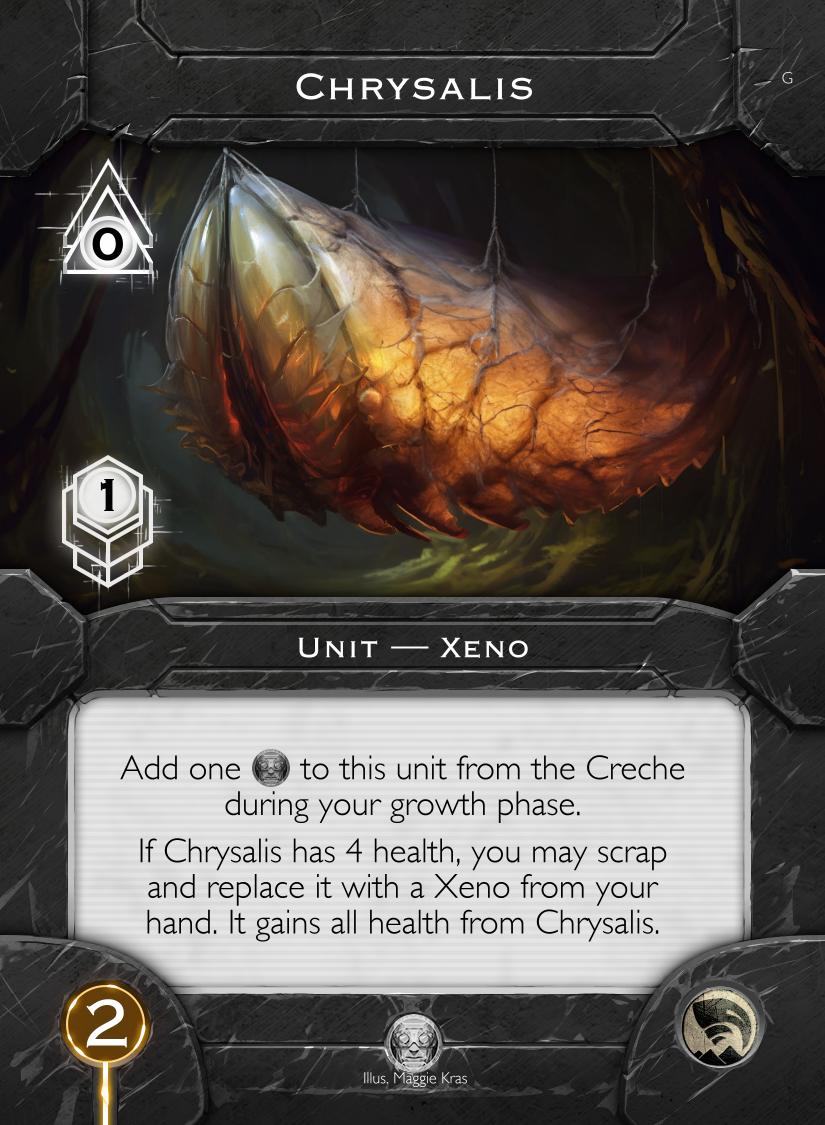 Chrysalis
G
0
1
Unit — Xeno
Add one to this unit from the Creche
during your growth phase.
If Chrysalis has 4 health, you may scrap
and replace it with a Xeno from your
hand. It gains all health from Chrysalis.
2
Illus. Maggie Kras